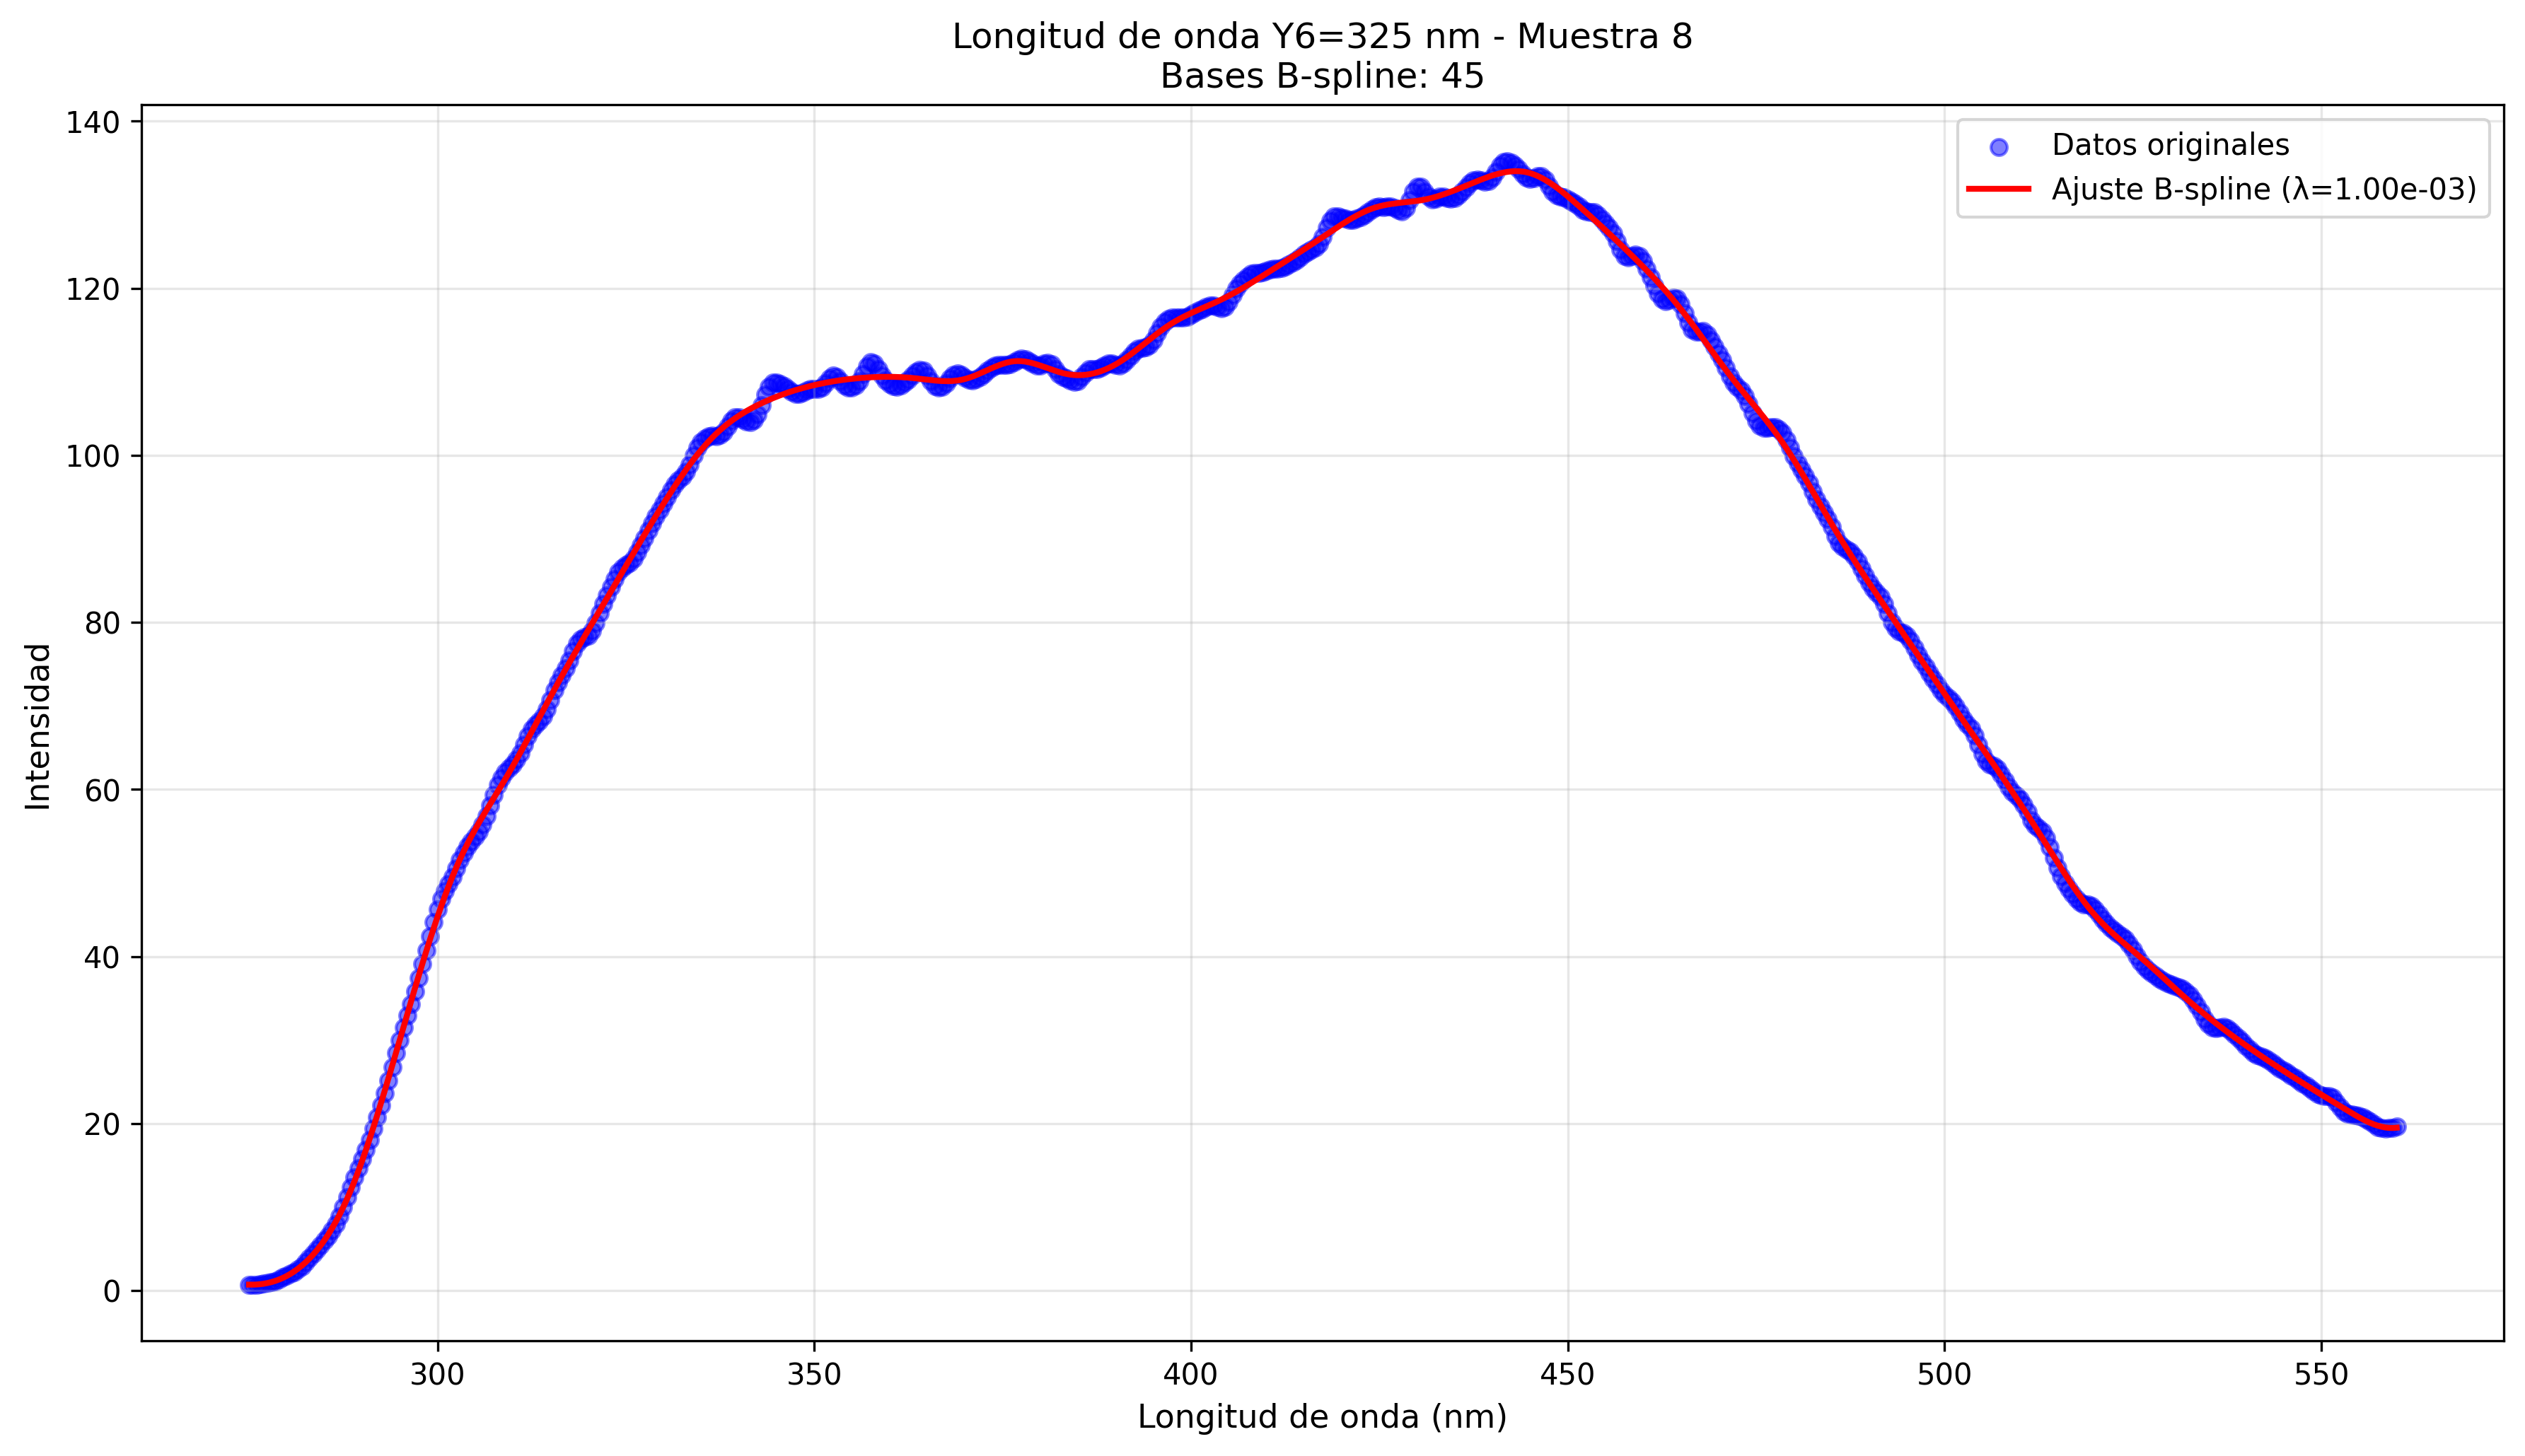 Longitud de onda Y6=325 nm - Muestra 8
Bases B-spline: 45
Datos originales
Ajuste B-spline (λ=1.00e-03)
Intensidad
140
120
100
80
60
40
20
0
300
350
400
450
500
550
Longitud de onda (nm)